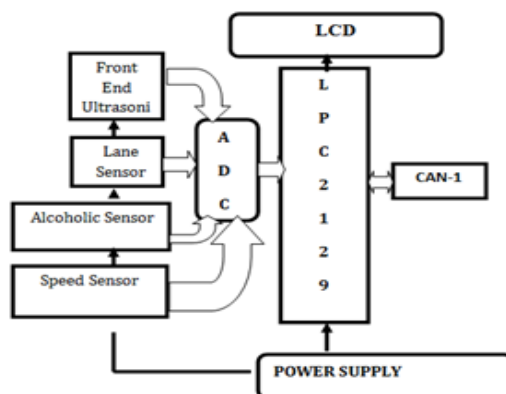 LCD
Front
End
Ultrasoni
Lane
Sensor
Alcoholic Sensor
Speed Sensor
A
D
C
L
P
C
2
1
2
9
CAN-1
POWER SUPPLY